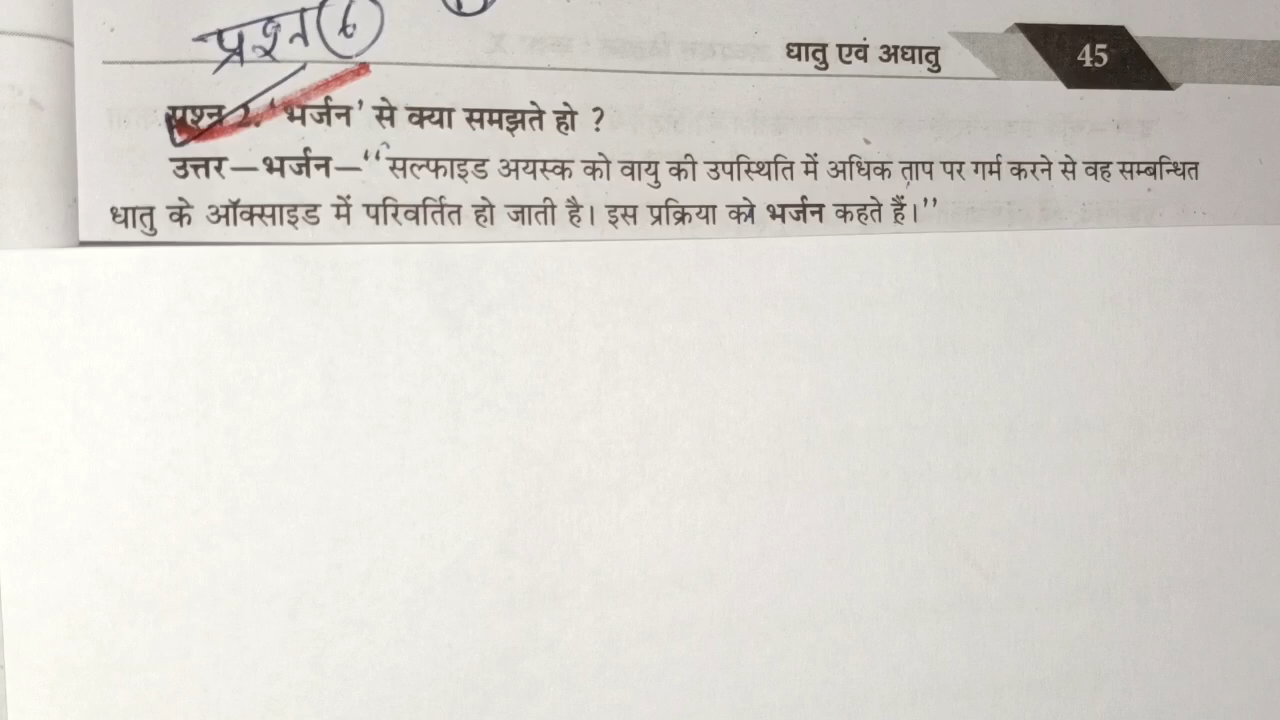 प्रश्न (6)
धातु एवं अधातु 45
प्रश्न 2. 'भर्जन' से क्या समझते हो ?
उत्तर—भर्जन—‘‘सल्फाइड अयस्क को वायु की उपस्थिति में अधिक ताप पर गर्म करने से वह सम्बन्धित
धातु के ऑक्साइड में परिवर्तित हो जाती है। इस प्रक्रिया को भर्जन कहते हैं।’’